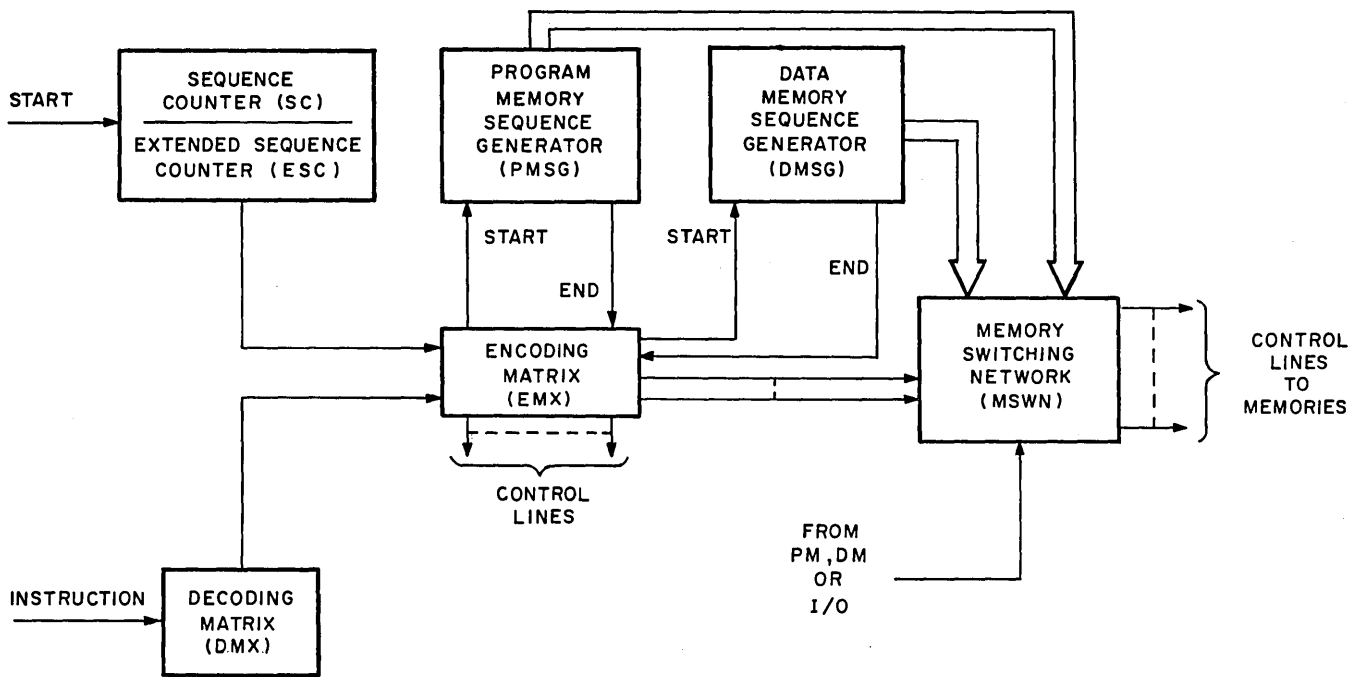 START
SEQUENCE
COUNTER (SC)
EXTENDED SEQUENCE
COUNTER (ESC)
PROGRAM
MEMORY
SEQUENCE
GENERATOR
(PMSG)
DATA
MEMORY
SEQUENCE
GENERATOR
(DMSG)
START
END
START
END
ENCODING
MATRIX
(EMX)
MEMORY
SWITCHING
NETWORK
(MSWN)
CONTROL
LINES
TO
MEMORIES
CONTROL
LINES
FROM
PM, DM
OR
I/O
INSTRUCTION
DECODING
MATRIX
(D.MX.)